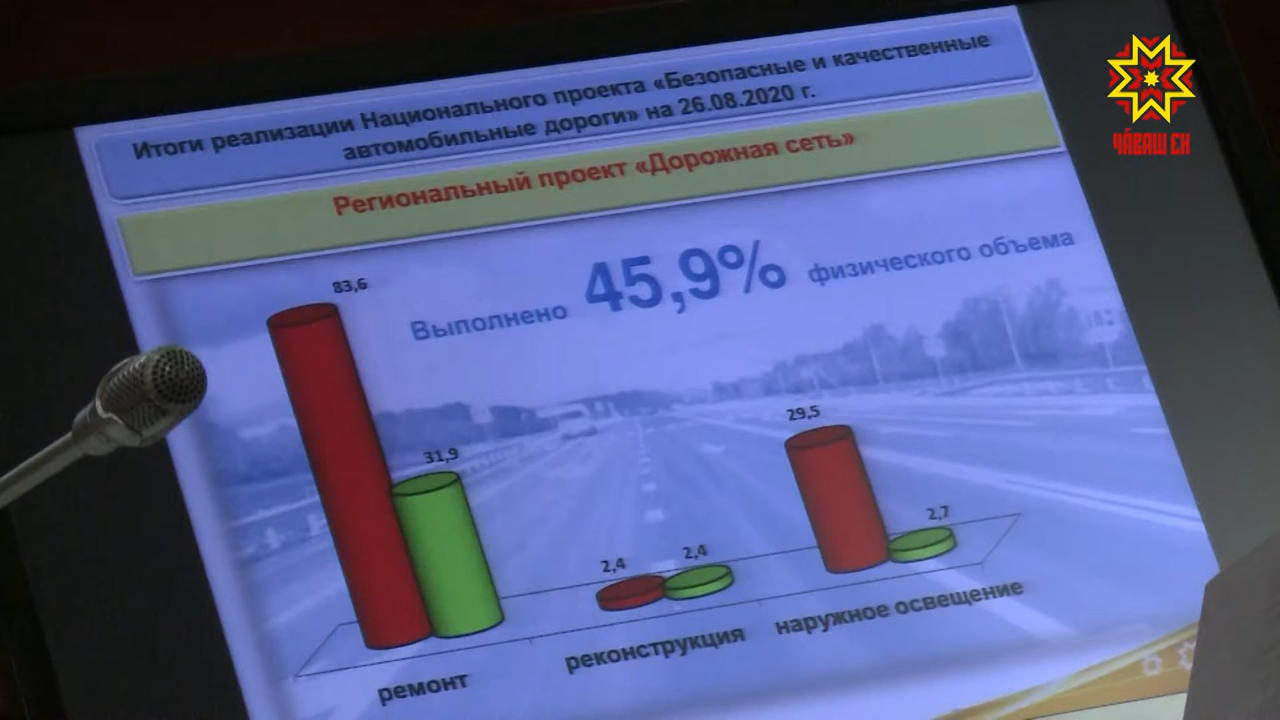 Итоги реализации Национального проекта «Безопасные и качественные
автомобильные дороги» на 26.08.2020 г.
ЧӐВАШ ЕН
Региональный проект «Дорожная сеть»
Выполнено 45,9% физического объема
83,6
31,9
2,4
2,4
29,5
2,7
ремонт
реконструкция
наружное освещение